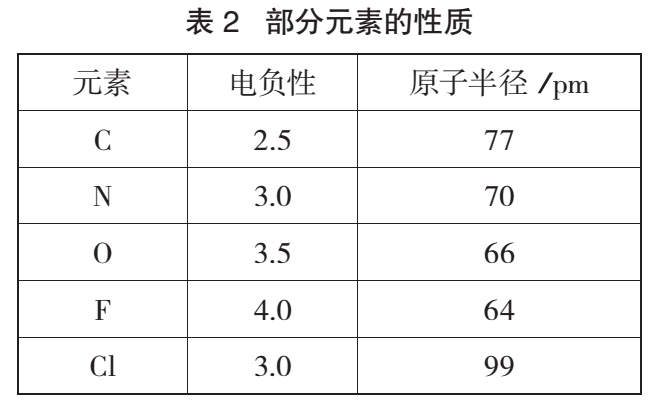 表 2 部分元素的性质
元素 电负性 原子半径 /pm
C 2.5 77
N 3.0 70
O 3.5 66
F 4.0 64
Cl 3.0 99